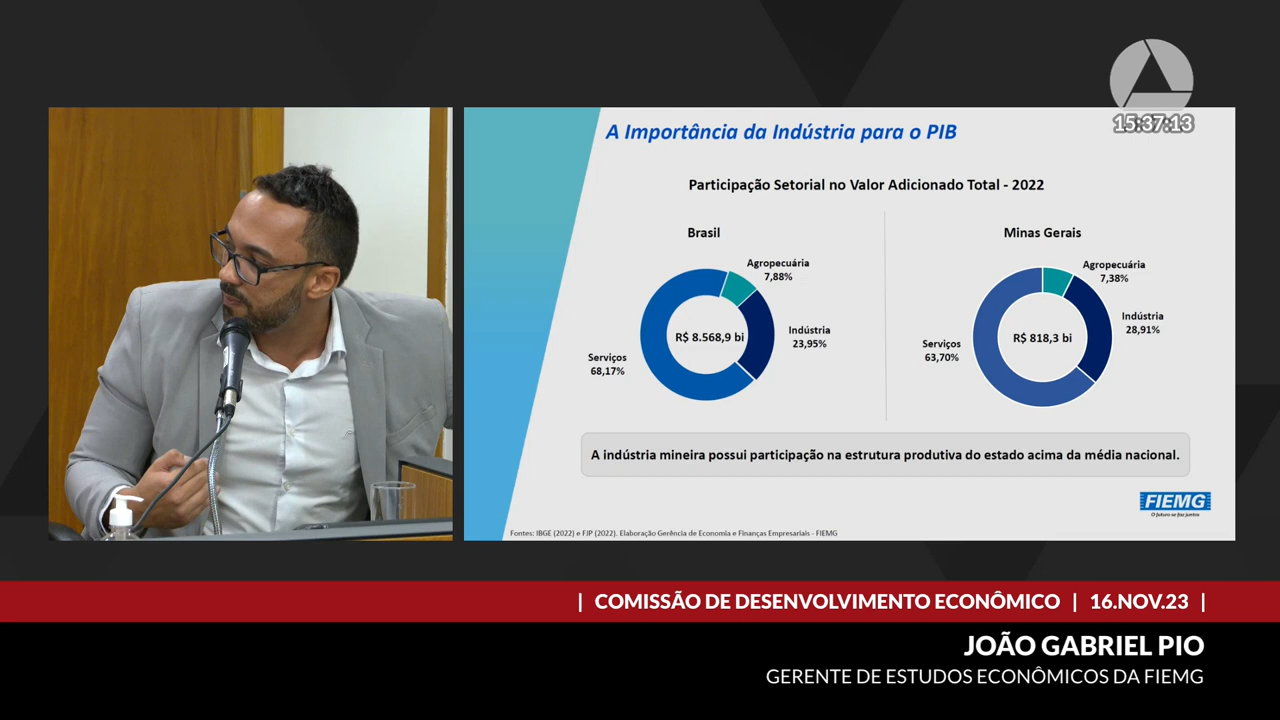 15:37:13
A Importância da Indústria para o PIB
Participação Setorial no Valor Adicionado Total - 2022
Brasil
Agropecuária
7,88%
Indústria
23,95%
Serviços
68,17%
R$ 8.568,9 bi
Minas Gerais
Agropecuária
7,38%
Indústria
28,91%
Serviços
63,70%
R$ 818,3 bi
A indústria mineira possui participação na estrutura produtiva do estado acima da média nacional.
FIEMG
O futuro se faz juntos
Fontes: IBGE (2022) e FJP (2022). Elaboração Gerência de Economia e Finanças Empresariais - FIEMG
| COMISSÃO DE DESENVOLVIMENTO ECONÔMICO | 16.NOV.23 |
JOÃO GABRIEL PIO
GERENTE DE ESTUDOS ECONÔMICOS DA FIEMG